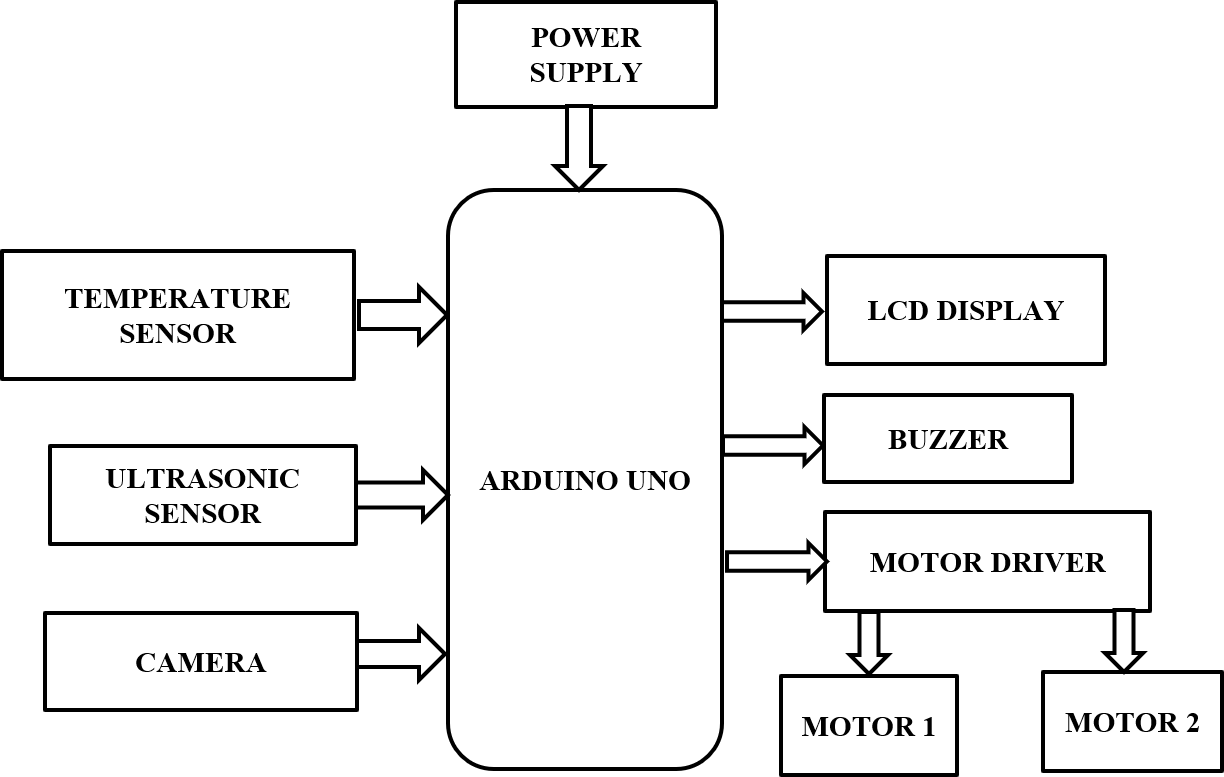 POWER
SUPPLY
TEMPERATURE
SENSOR
LCD DISPLAY
BUZZER
ULTRASONIC
SENSOR
ARDUINO UNO
MOTOR DRIVER
CAMERA
MOTOR 1
MOTOR 2